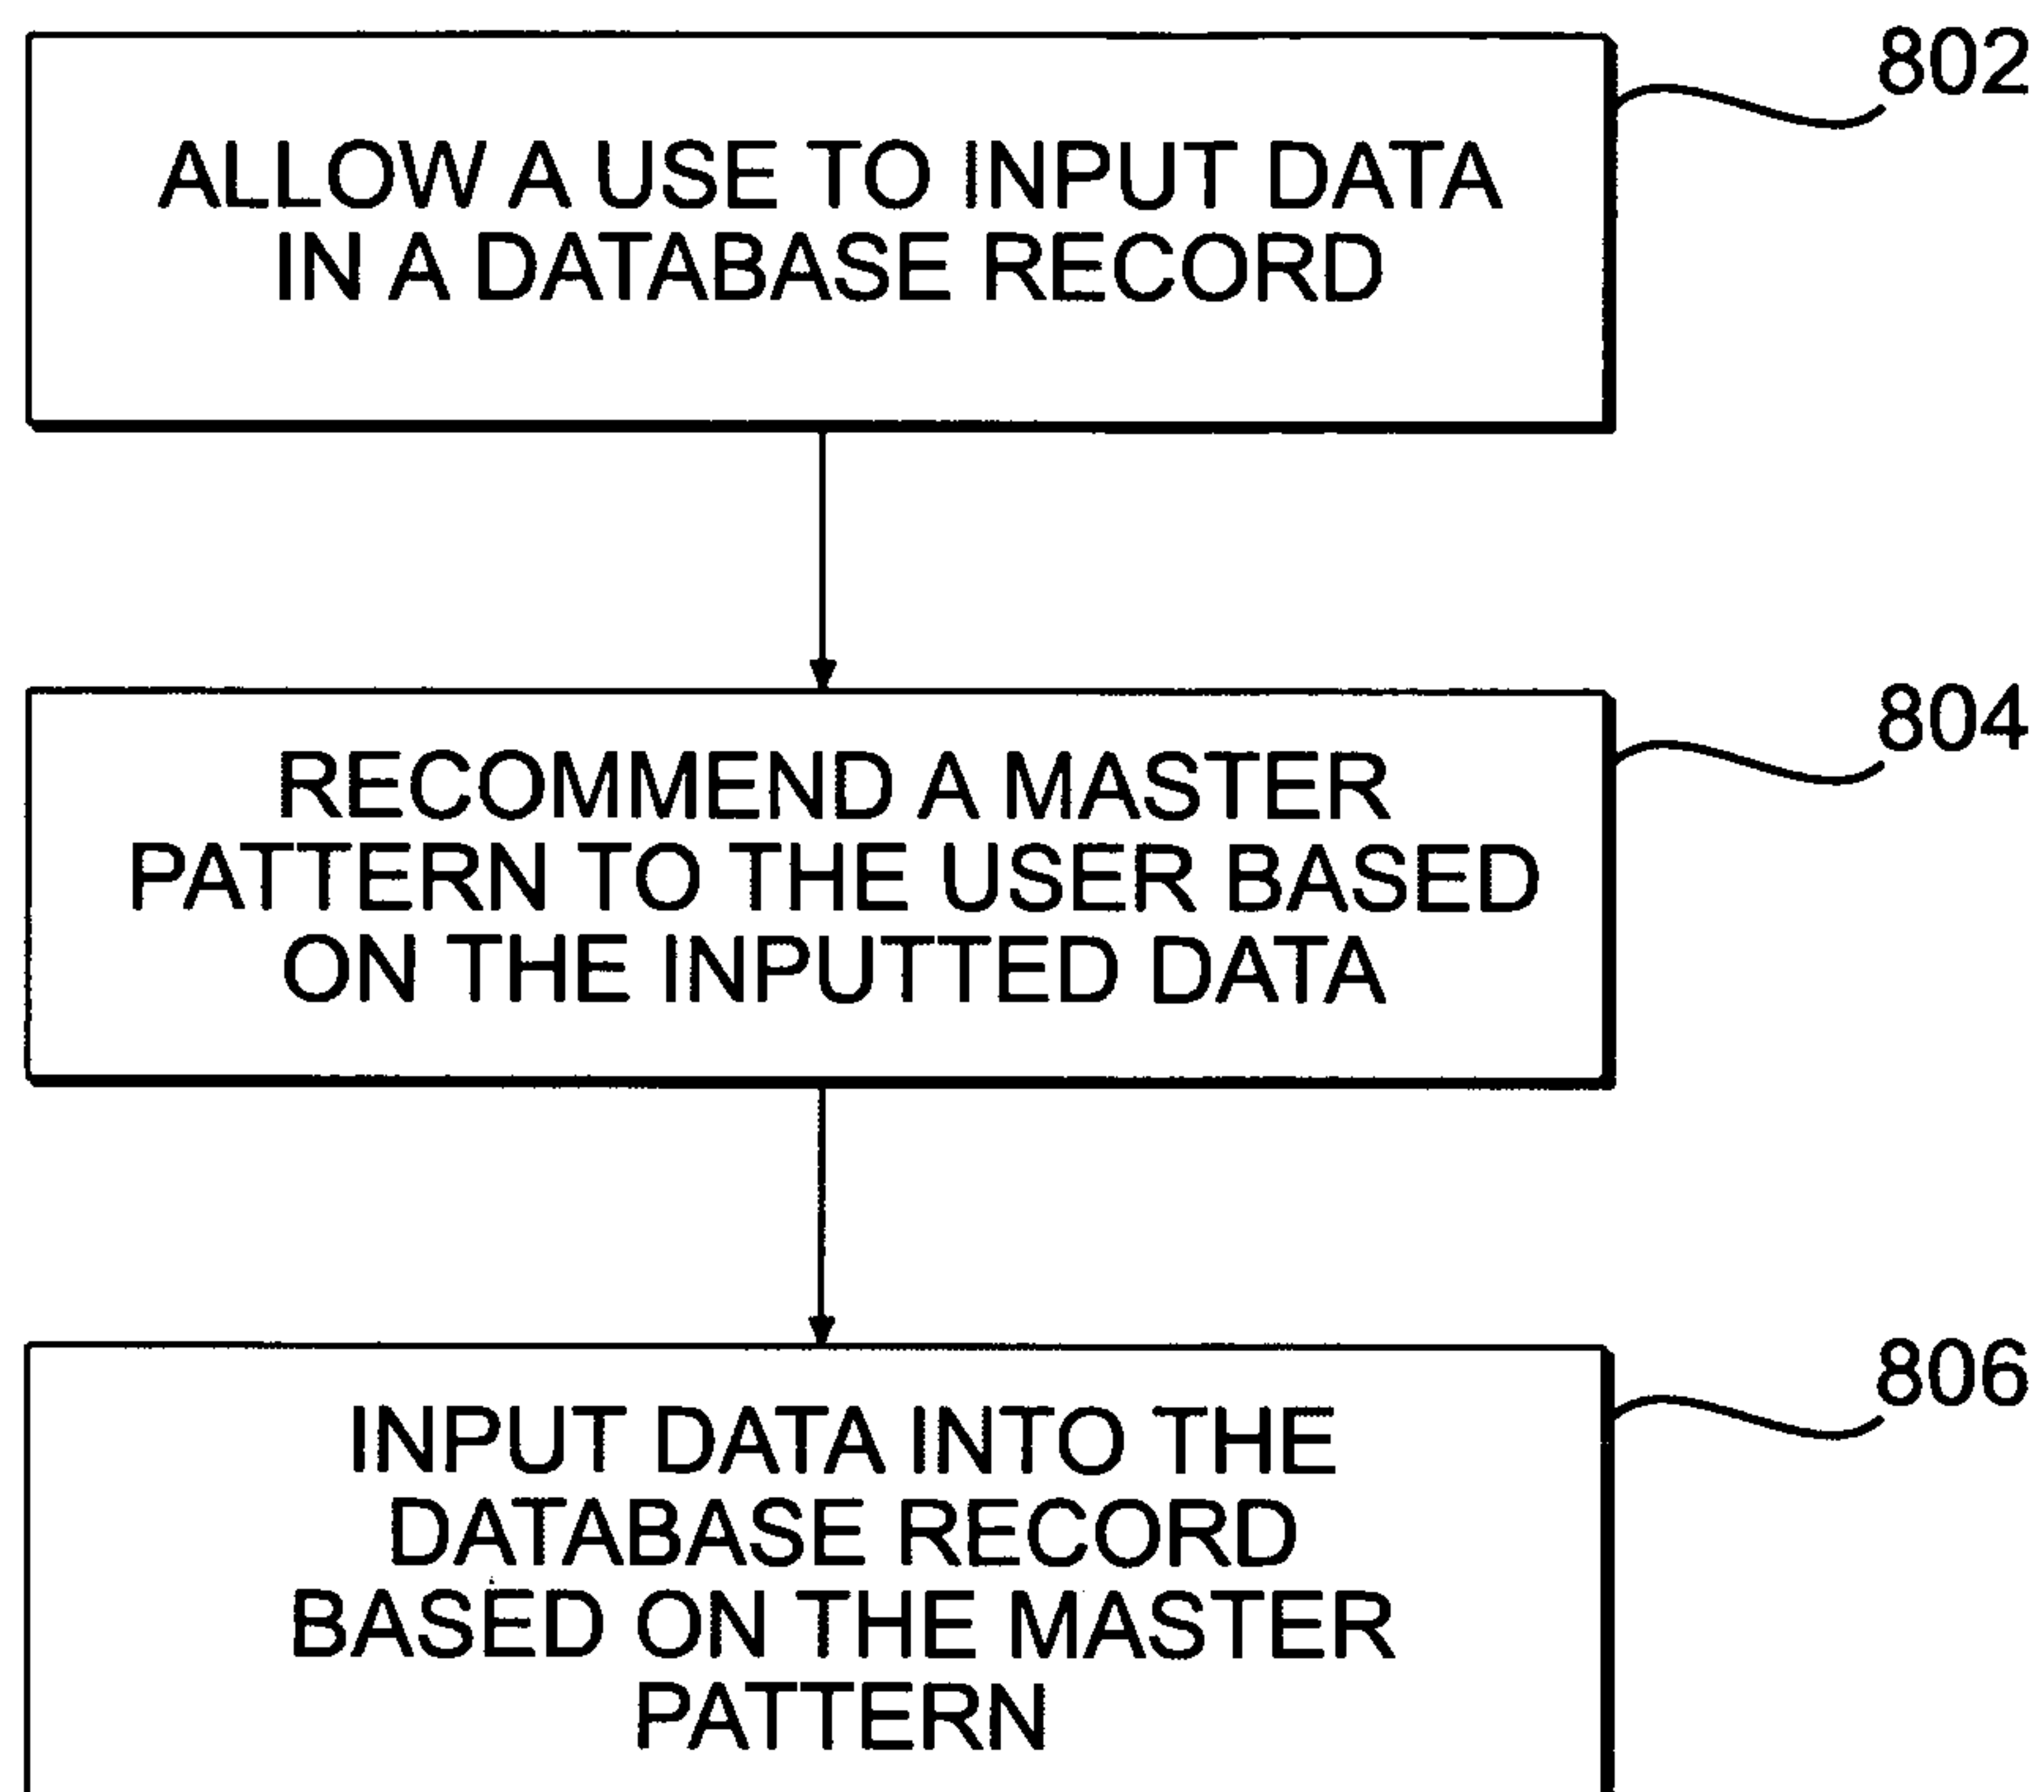 802
ALLOW A USE TO INPUT DATA
IN A DATABASE RECORD
804
RECOMMEND A MASTER
PATTERN TO THE USER BASED
ON THE INPUTTED DATA
806
INPUT DATA INTO THE
DATABASE RECORD
BASED ON THE MASTER
PATTERN